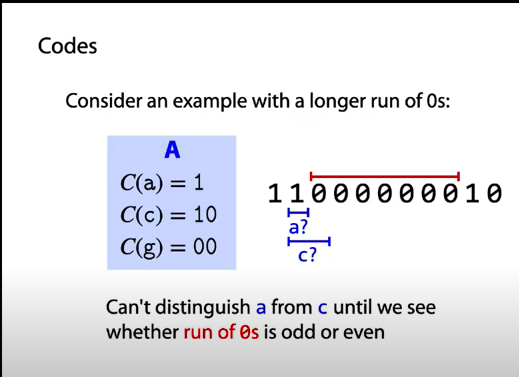 Codes
Consider an example with a longer run of 0s:
A
C(a) = 1
C(c) = 10
C(g) = 00
11000000010
a?
c?
Can't distinguish a from c until we see
whether run of 0s is odd or even